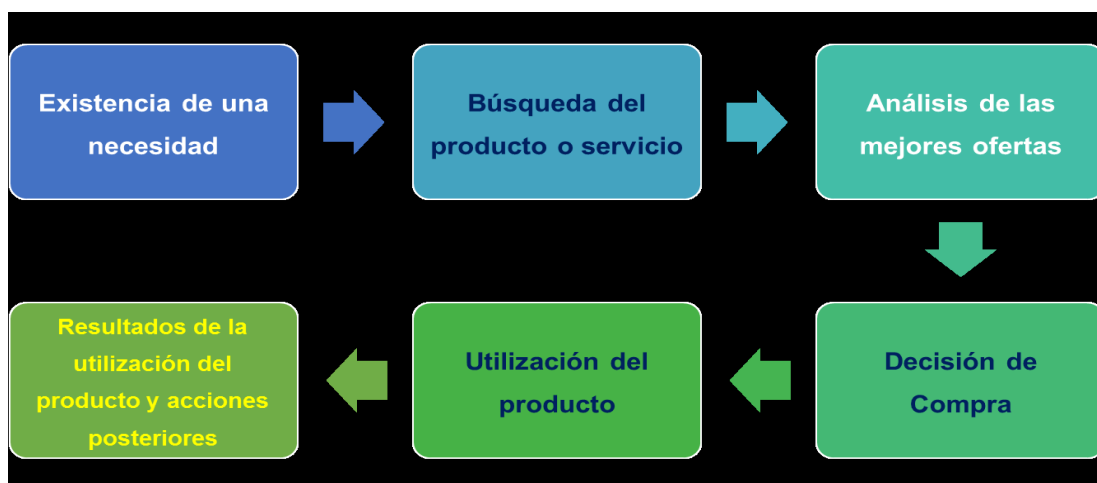 Existencia de una
necesidad
Búsqueda del
producto o servicio
Análisis de las
mejores ofertas
Decisión de
Compra
Utilización del
producto
Resultados de la
utilización del
producto y acciones
posteriores